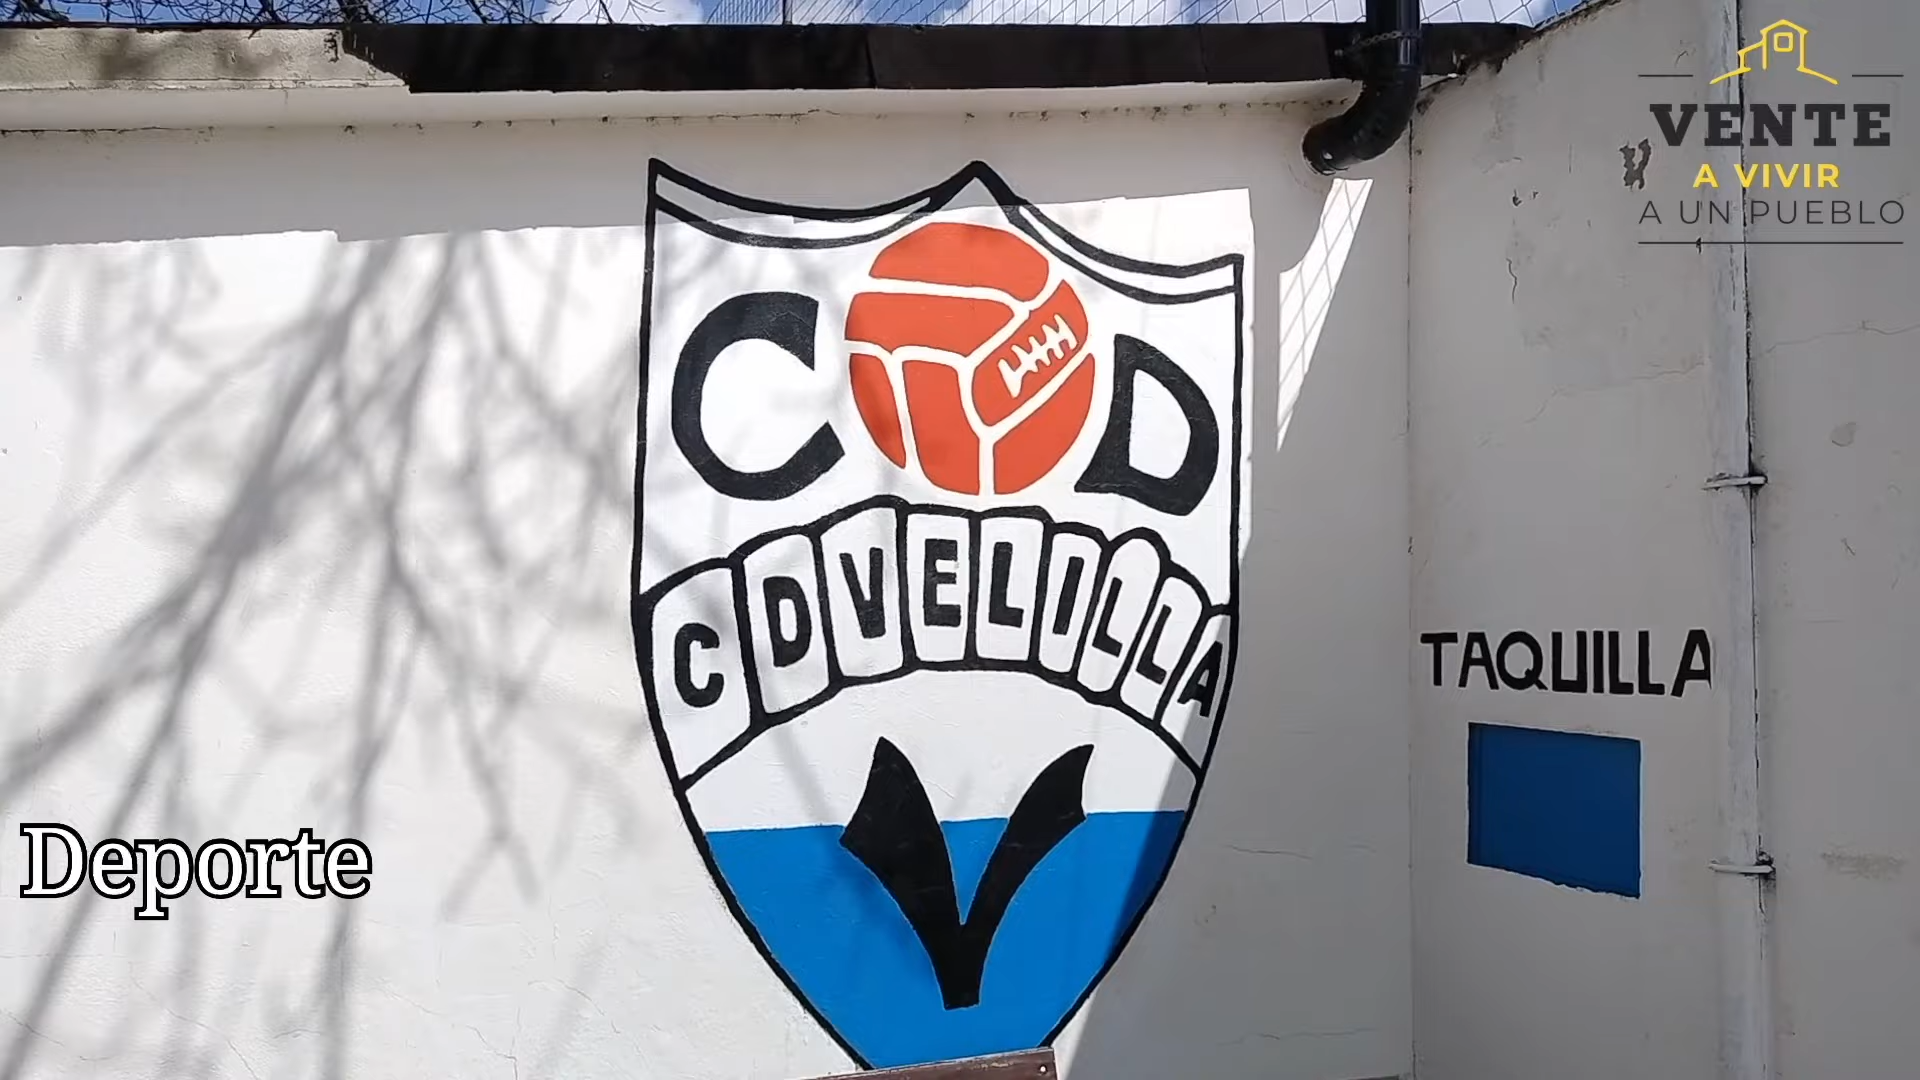 VENTE
A VIVIR
A UN PUEBLO
C D
CDVELILLA
V
TAQUILLA
Deporte